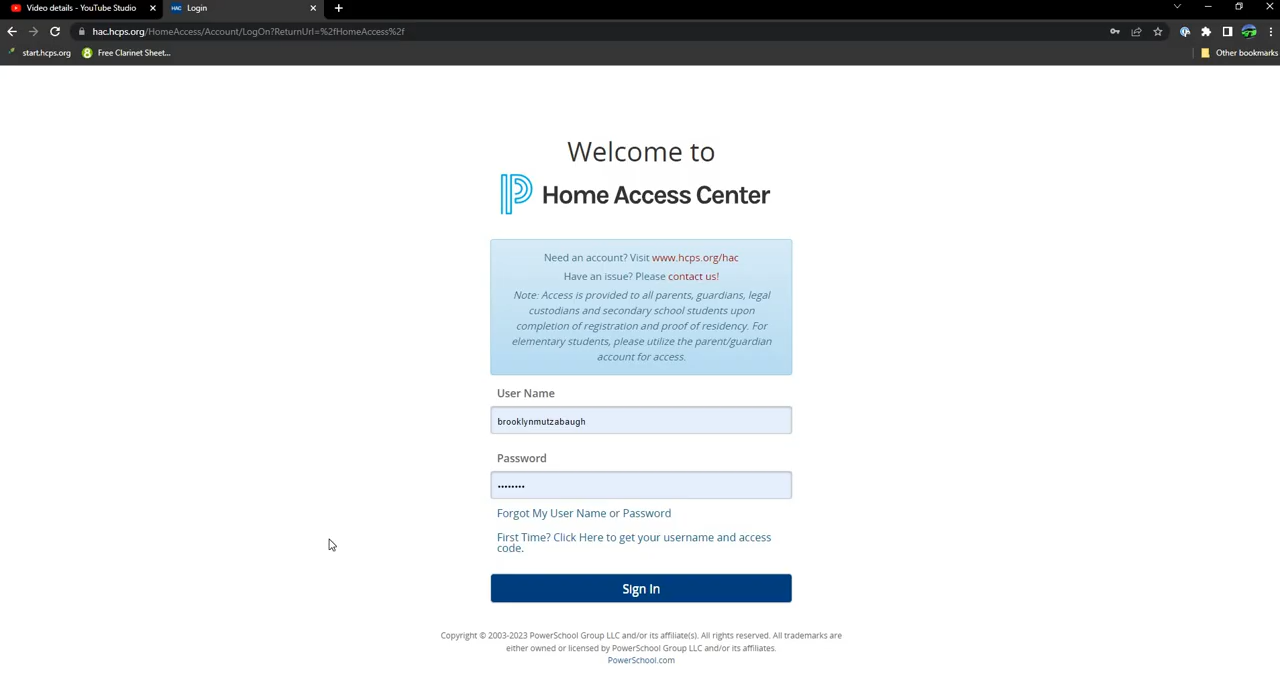 Video details - YouTube Studio
HAC Login
hac.hcps.org/HomeAccess/Account/LogOn?ReturnUrl=%2fHomeAccess%2f
start.hcps.org
Free Clarinet Sheet...
Other bookmarks
Welcome to
Home Access Center
Need an account? Visit www.hcps.org/hac
Have an issue? Please contact us!
Note: Access is provided to all parents, guardians, legal
custodians and secondary school students upon
completion of registration and proof of residency. For
elementary students, please utilize the parent/guardian
account for access.
User Name
brooklynmutzabaugh
Password
••••••••
Forgot My User Name or Password
First Time? Click Here to get your username and access
code.
Sign In
Copyright © 2003-2023 PowerSchool Group LLC and/or its affiliate(s). All rights reserved. All trademarks are
either owned or licensed by PowerSchool Group LLC and/or its affiliates.
PowerSchool.com